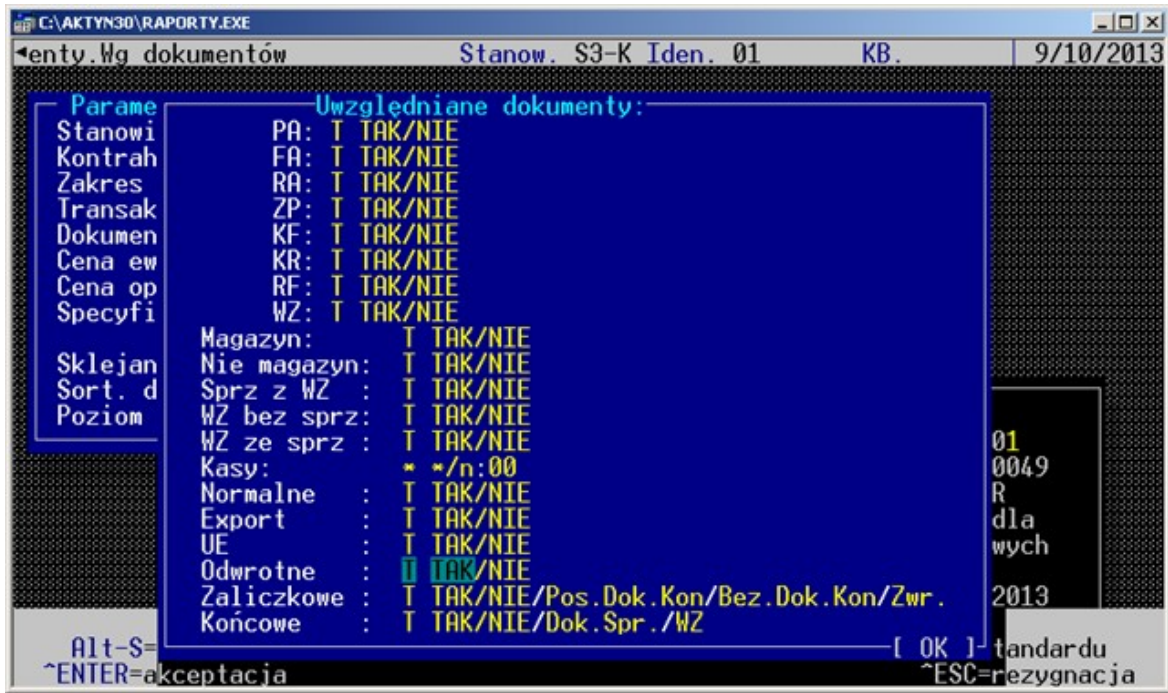 C:\AKTYN30\RAPORTY.EXE
◄enty.Wg dokumentów Stanow. S3-K Iden. 01 KB. 9/10/2013
Parame Uwzględniane dokumenty:
Stanowi PA: T TAK/NIE
Kontrah FA: T TAK/NIE
Zakres RA: T TAK/NIE
Transak ZP: T TAK/NIE
Dokumen KF: T TAK/NIE
Cena ew KR: T TAK/NIE
Cena op RF: T TAK/NIE
Specyfi WZ: T TAK/NIE
Magazyn: T TAK/NIE
Sklejan Nie magazyn: T TAK/NIE
Sort. d Sprz z WZ : T TAK/NIE
Poziom WZ bez sprz: T TAK/NIE
WZ ze sprz : T TAK/NIE 01
Kasy: * */n:00 0049
Normalne : T TAK/NIE R
Export : T TAK/NIE dla
UE : T TAK/NIE wych
Odwrotne : T TAK/NIE
Zaliczkowe : T TAK/NIE/Pos.Dok.Kon/Bez.Dok.Kon/Zwr. 2013
Końcowe : T TAK/NIE/Dok.Spr./WZ
Alt-S= [ OK ] tandardu
^ENTER=akceptacja ^ESC=rezygnacja